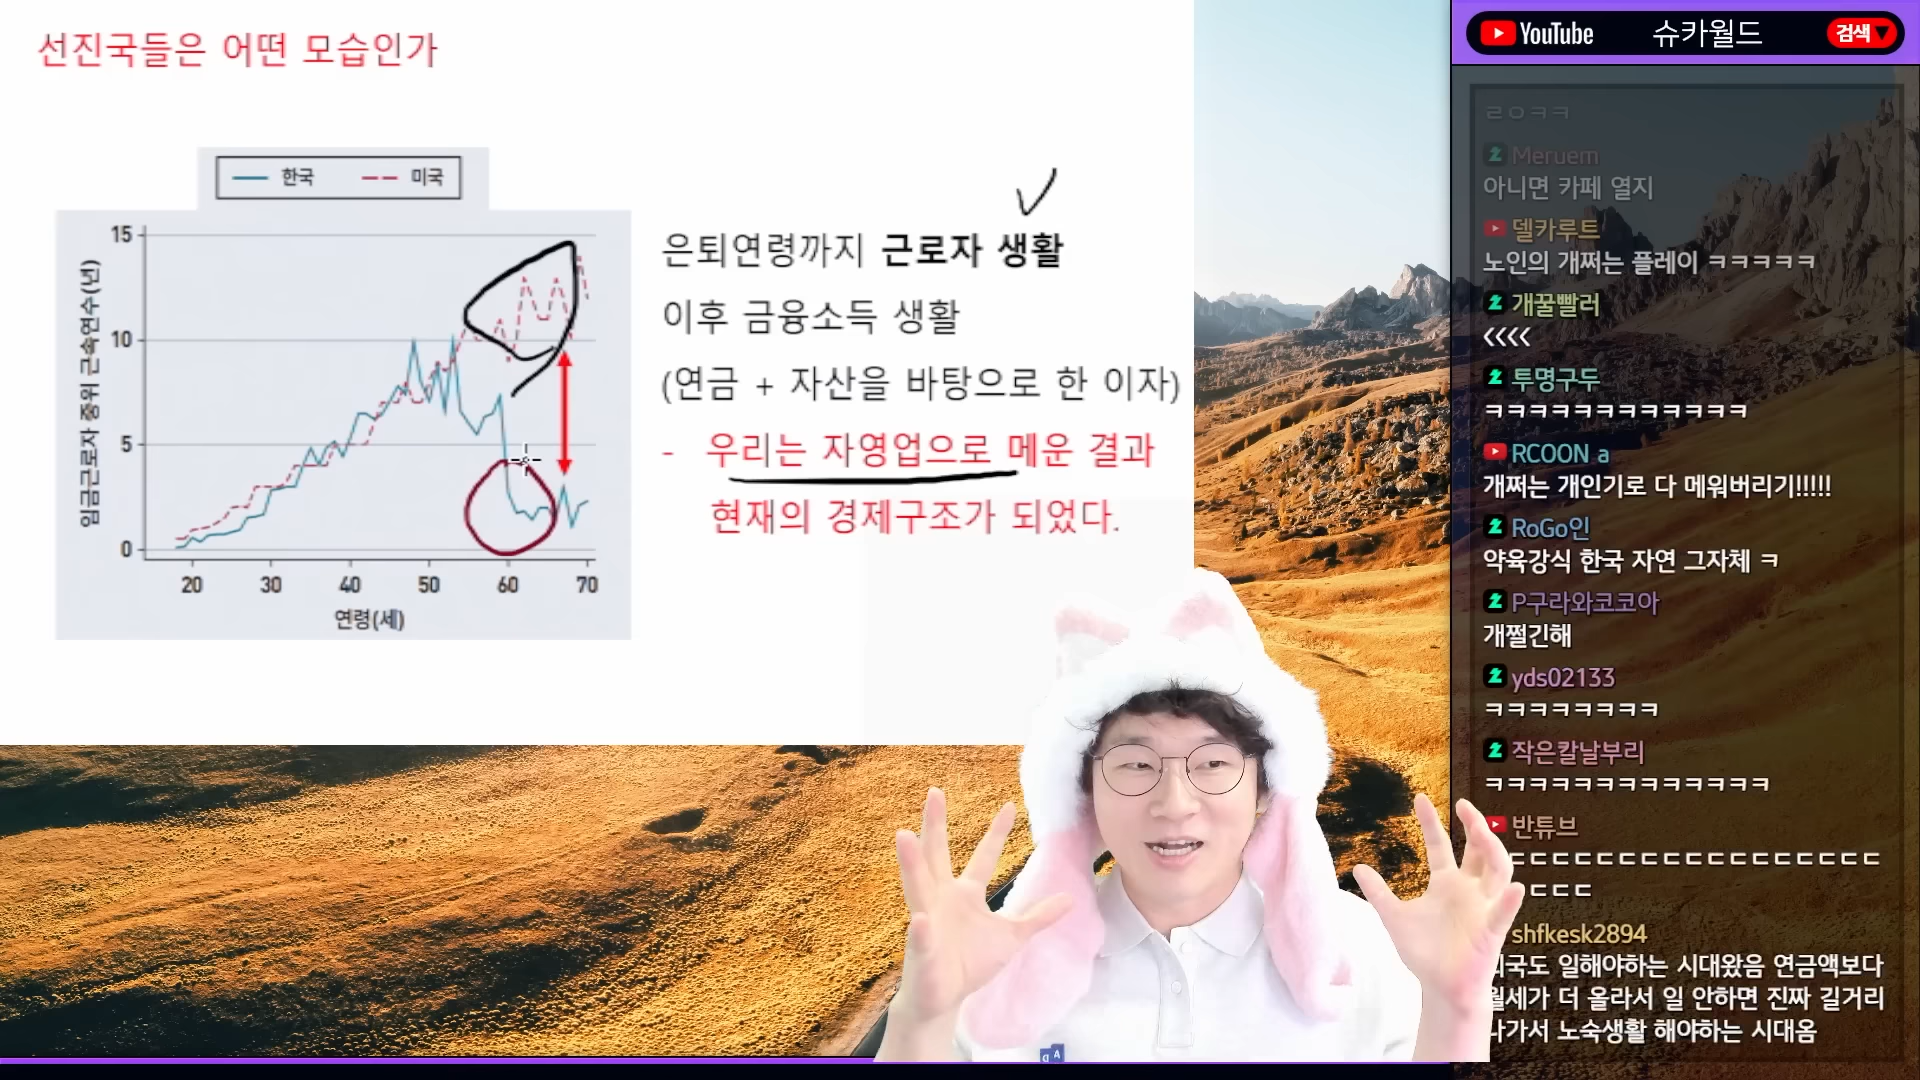 선진국들은 어떤 모습인가
한국 미국
15
10
5
0
임금근로자 중위 근속연수(년)
20 30 40 50 60 70
연령(세)
은퇴연령까지 근로자 생활
이후 금융소득 생활
(연금 + 자산을 바탕으로 한 이자)
- 우리는 자영업으로 메운 결과
현재의 경제구조가 되었다.
YouTube 슈카월드 검색
ㄹㅇㅋㅋ
Meruem
아니면 카페 열지
델카루트
노인의 개쩌는 플레이 ㅋㅋㅋㅋㅋ
개꿀빨러
《《
투명구두
ㅋㅋㅋㅋㅋㅋㅋㅋㅋㅋㅋㅋ
RCOON a
개쩌는 개인기로 다 메워버리기!!!!!
RoGo인
약육강식 한국 자연 그자체 ㅋ
P구라와코코아
개쩔긴해
yds02133
ㅋㅋㅋㅋㅋㅋㅋㅋ
작은칼날부리
ㅋㅋㅋㅋㅋㅋㅋㅋㅋㅋㅋㅋㅋ
반튜브
ㄷㄷㄷㄷㄷㄷㄷㄷㄷㄷㄷㄷㄷㄷㄷㄷㄷ
ㄷㄷㄷ
shfkesk2894
일해야하는 시대왔음 연금액보다
더 올라서 일 안하면 진짜 길거리
노숙생활 해야하는 시대옴